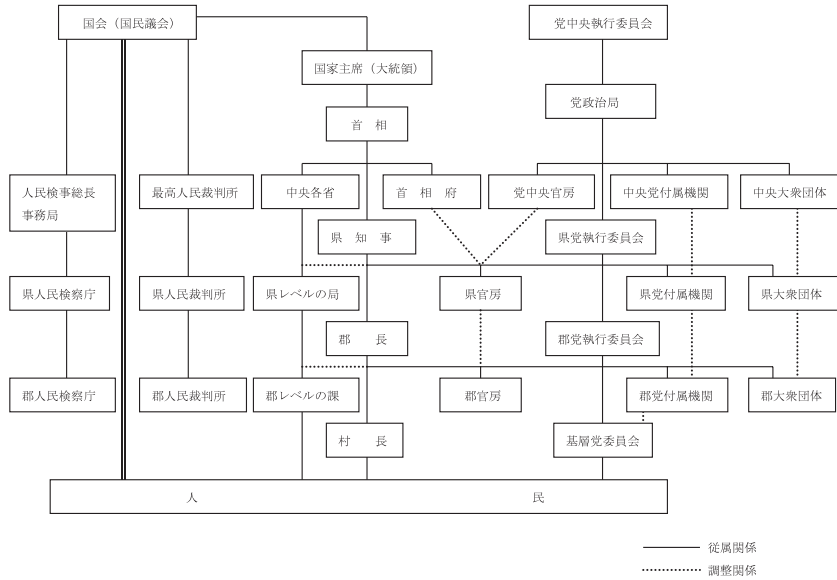 国会（国民議会）
党中央執行委員会
国家主席（大統領）
党政治局
首　相
人民検事総長
事務局
最高人民裁判所
中央各省
首　相　府
党中央官房
中央党付属機関
中央大衆団体
県　知　事
県党執行委員会
県人民検察庁
県人民裁判所
県レベルの局
県官房
県党付属機関
県大衆団体
郡　　長
郡党執行委員会
郡人民検察庁
郡人民裁判所
郡レベルの課
郡官房
郡党付属機関
郡大衆団体
村　　長
基層党委員会
人　　民
従属関係
調整関係